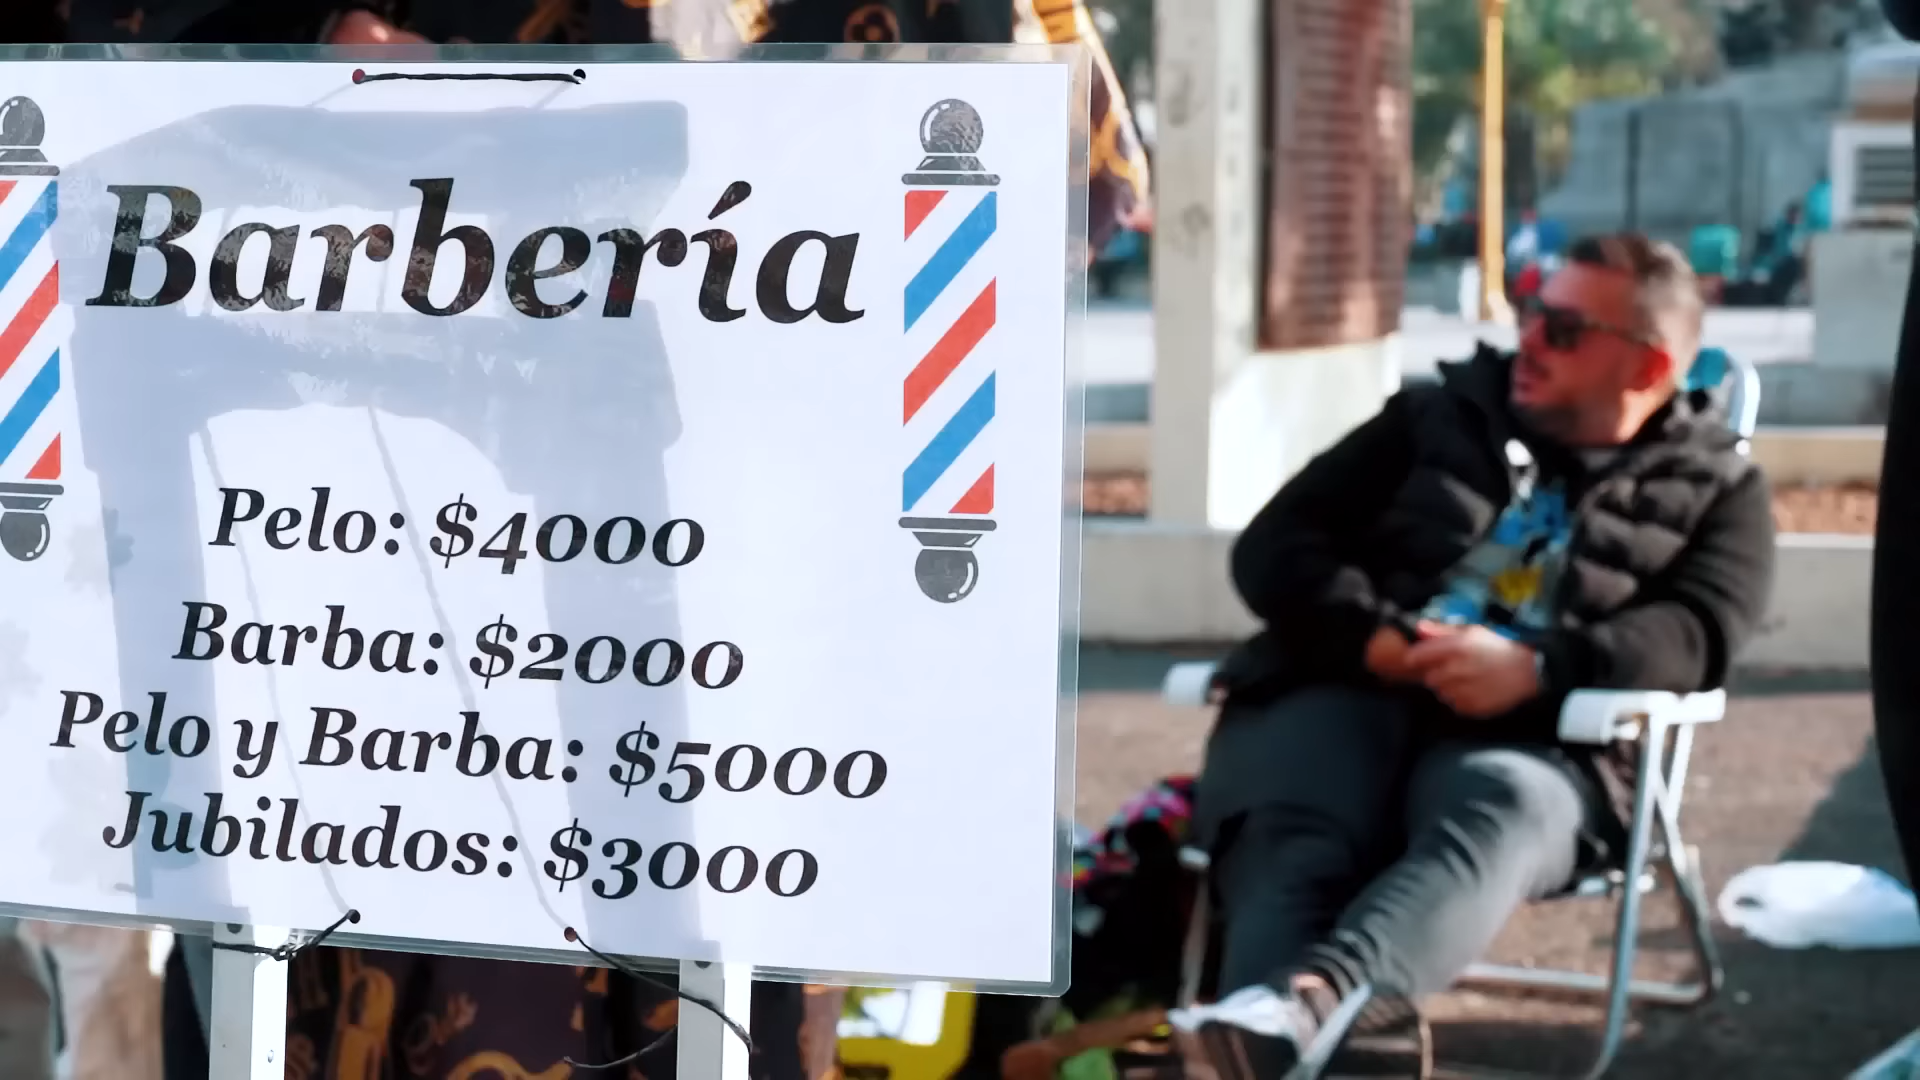 Barbería
Pelo: $4000
Barba: $2000
Pelo y Barba: $5000
Jubilados: $3000